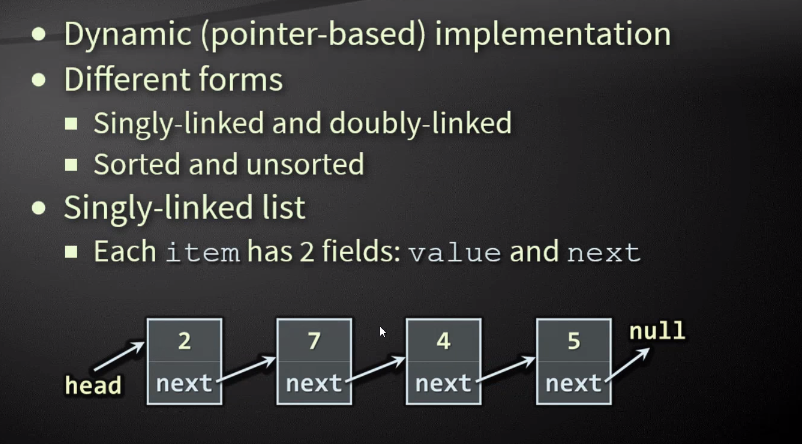 Dynamic (pointer-based) implementation
Different forms
Singly-linked and doubly-linked
Sorted and unsorted
Singly-linked list
Each item has 2 fields: value and next
2 7 4 5 null
head next next next next